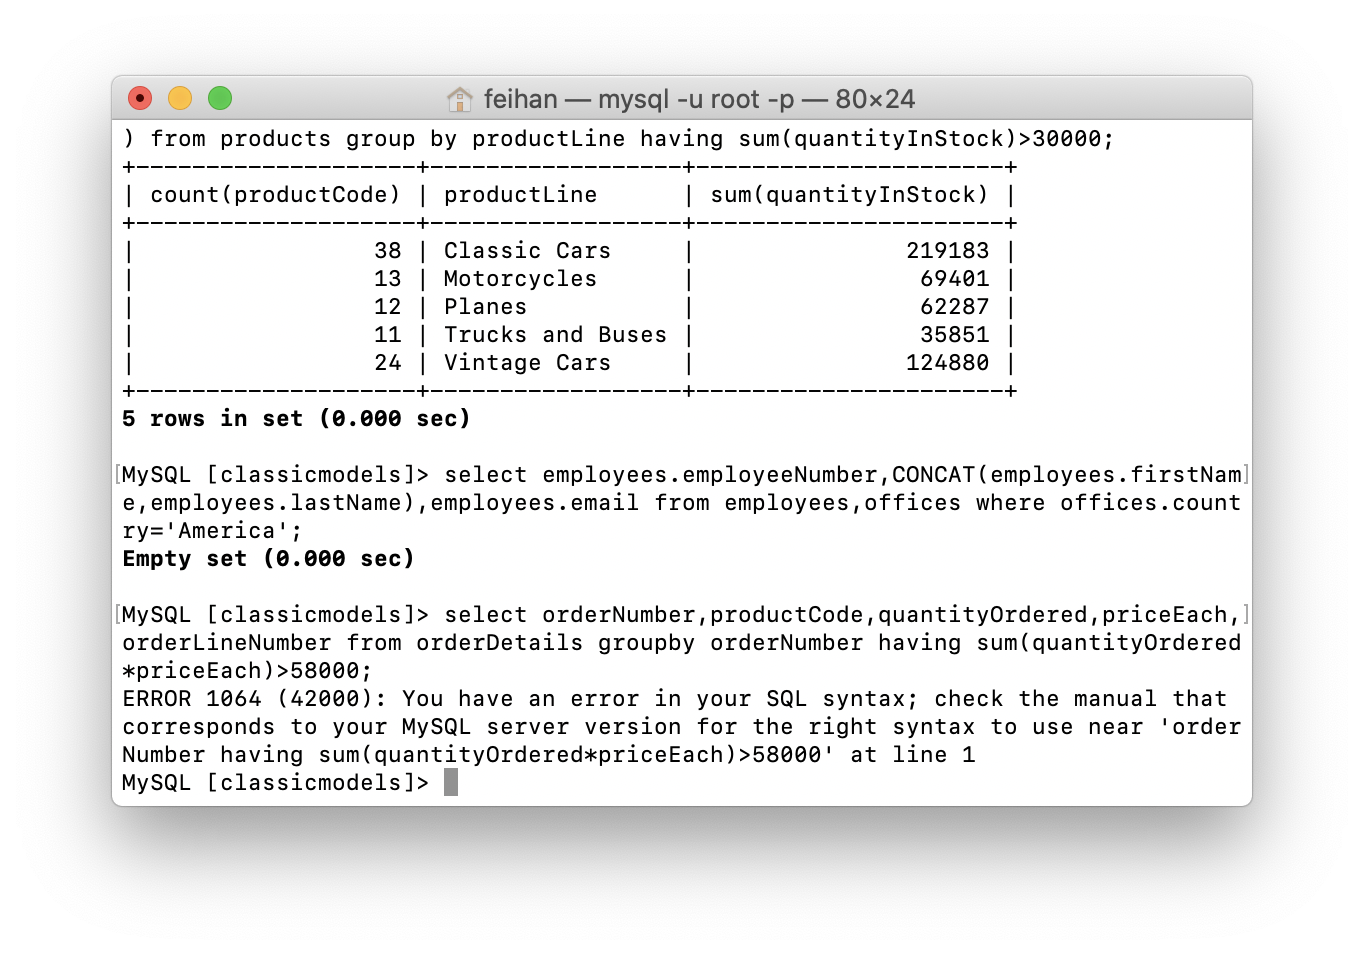 feihan — mysql -u root -p — 80×24
) from products group by productLine having sum(quantityInStock)>30000;
+--------------------+------------------+----------------------+
| count(productCode) | productLine      | sum(quantityInStock) |
+--------------------+------------------+----------------------+
|                 38 | Classic Cars     |               219183 |
|                 13 | Motorcycles      |                69401 |
|                 12 | Planes           |                62287 |
|                 11 | Trucks and Buses |                35851 |
|                 24 | Vintage Cars     |               124880 |
+--------------------+------------------+----------------------+
5 rows in set (0.000 sec)
[MySQL [classicmodels]> select employees.employeeNumber,CONCAT(employees.firstNam]
e,employees.lastName),employees.email from employees,offices where offices.count
ry='America';
Empty set (0.000 sec)
[MySQL [classicmodels]> select orderNumber,productCode,quantityOrdered,priceEach,]
orderLineNumber from orderDetails groupby orderNumber having sum(quantityOrdered
*priceEach)>58000;
ERROR 1064 (42000): You have an error in your SQL syntax; check the manual that
corresponds to your MySQL server version for the right syntax to use near 'order
Number having sum(quantityOrdered*priceEach)>58000' at line 1
MySQL [classicmodels]>